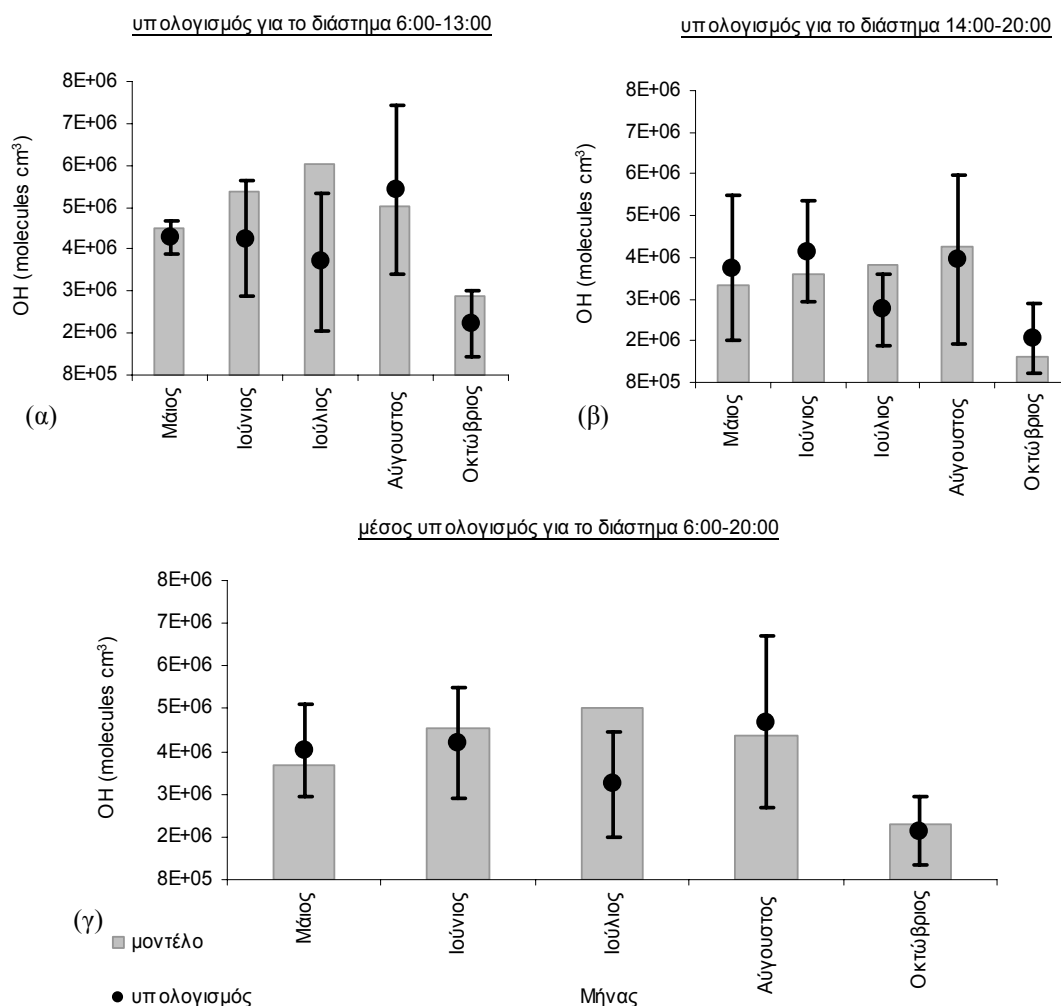 υπολογισμός για το διάστημα 6:00-13:00
8E+06
7E+06
6E+06
5E+06
4E+06
3E+06
2E+06
8E+05
OH (molecules cm³)
Μάιος
Ιούνιος
Ιούλιος
Αύγουστος
Οκτώβριος
(α)
υπολογισμός για το διάστημα 14:00-20:00
8E+06
7E+06
6E+06
5E+06
4E+06
3E+06
2E+06
8E+05
OH (molecules cm³)
Μάιος
Ιούνιος
Ιούλιος
Αύγουστος
Οκτώβριος
(β)
μέσος υπολογισμός για το διάστημα 6:00-20:00
8E+06
7E+06
6E+06
5E+06
4E+06
3E+06
2E+06
8E+05
OH (molecules cm³)
Μάιος
Ιούνιος
Ιούλιος
Αύγουστος
Οκτώβριος
(γ)
μοντέλο
υπολογισμός
Μήνας